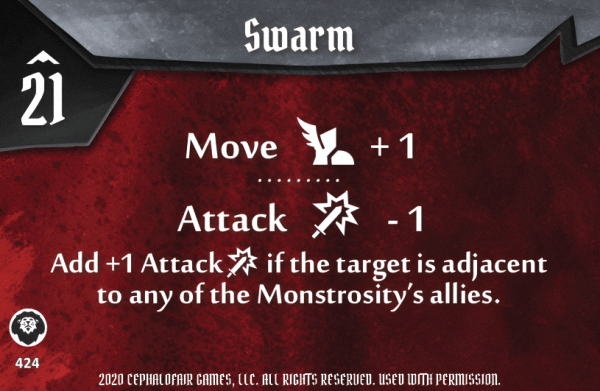 Swarm
21
Move + 1
Attack - 1
Add +1 Attack if the target is adjacent
to any of the Monstrosity's allies.
424
2020 CEPHALOFAIR GAMES, LLC. ALL RIGHTS RESERVED. USED WITH PERMISSION.